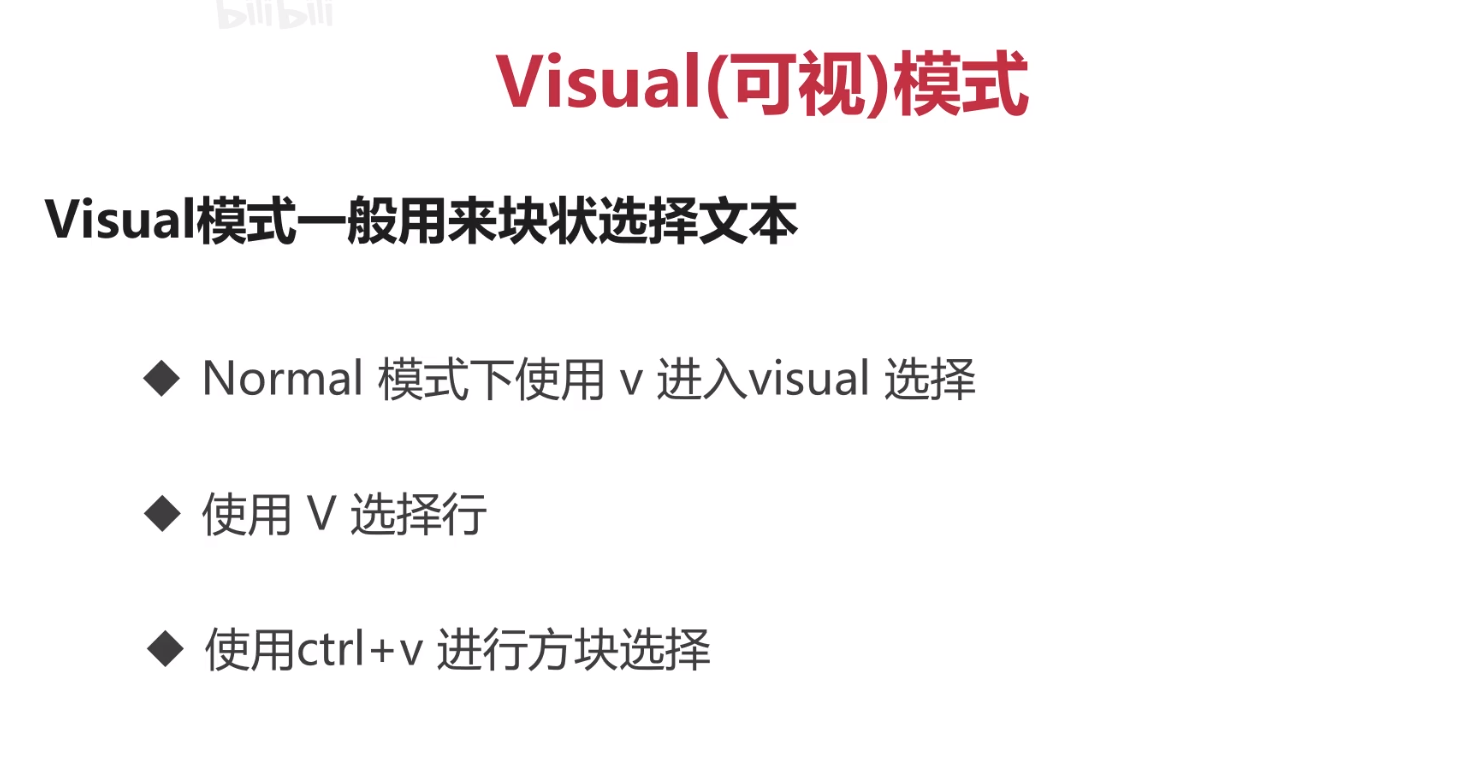 bilibili
Visual(可视)模式
Visual模式一般用来块状选择文本
◆ Normal 模式下使用 v 进入visual 选择
◆ 使用 V 选择行
◆ 使用ctrl+v 进行方块选择